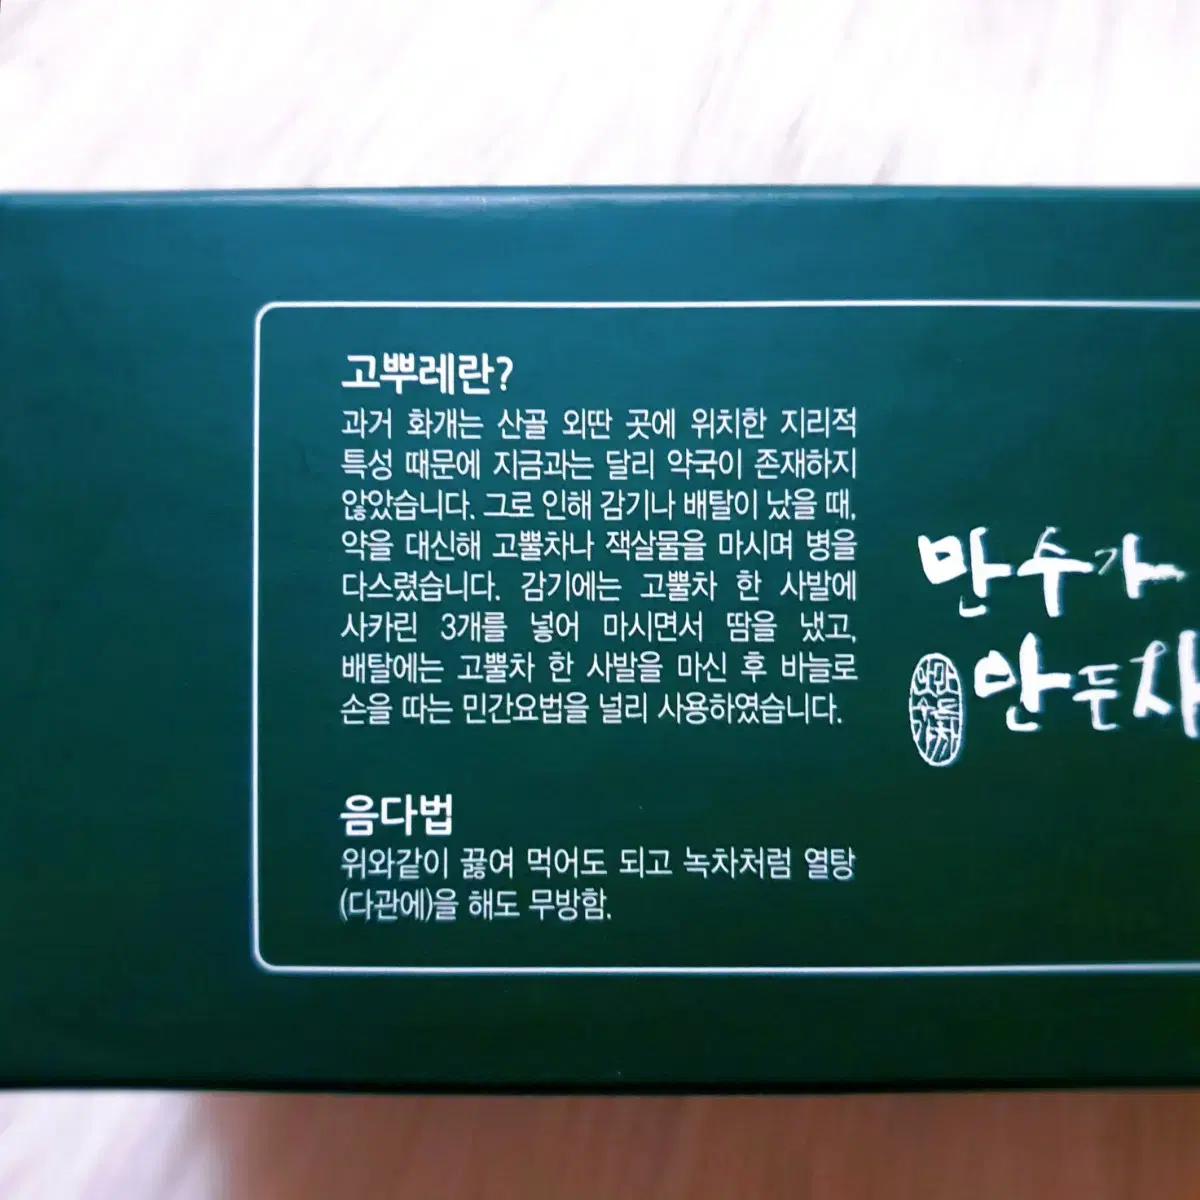 고뿌레란?
과거 화개는 산골 외딴 곳에 위치한 지리적
특성 때문에 지금과는 달리 약국이 존재하지
않았습니다. 그로 인해 감기나 배탈이 났을 때,
약을 대신해 고뿔차나 잭살물을 마시며 병을
다스렸습니다. 감기에는 고뿔차 한 사발에
사카린 3개를 넣어 마시면서 땀을 냈고,
배탈에는 고뿔차 한 사발을 마신 후 바늘로
손을 따는 민간요법을 널리 사용하였습니다.
음다법
위와같이 끓여 먹어도 되고 녹차처럼 열탕
(다관에)을 해도 무방함.
만수가
만든차